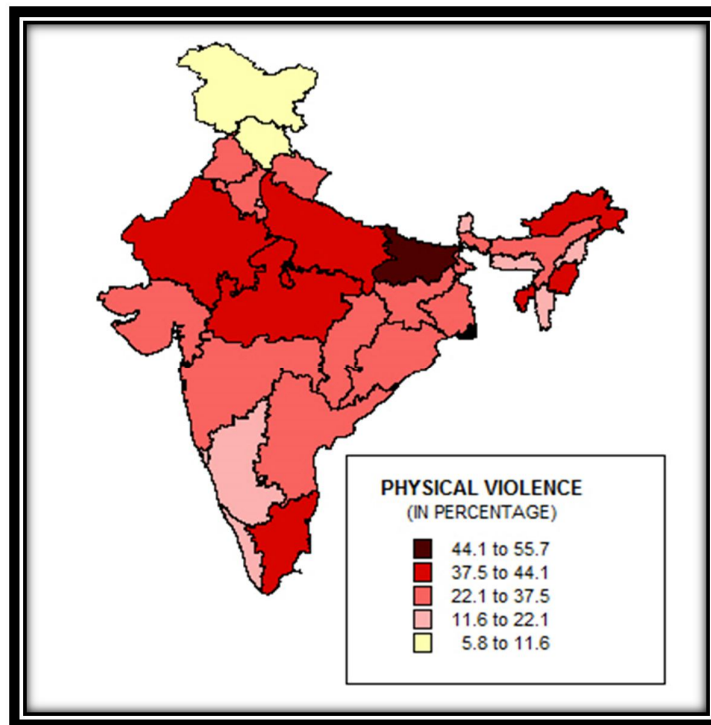 PHYSICAL VIOLENCE
(IN PERCENTAGE)
44.1 to 55.7
37.5 to 44.1
22.1 to 37.5
11.6 to 22.1
5.8 to 11.6